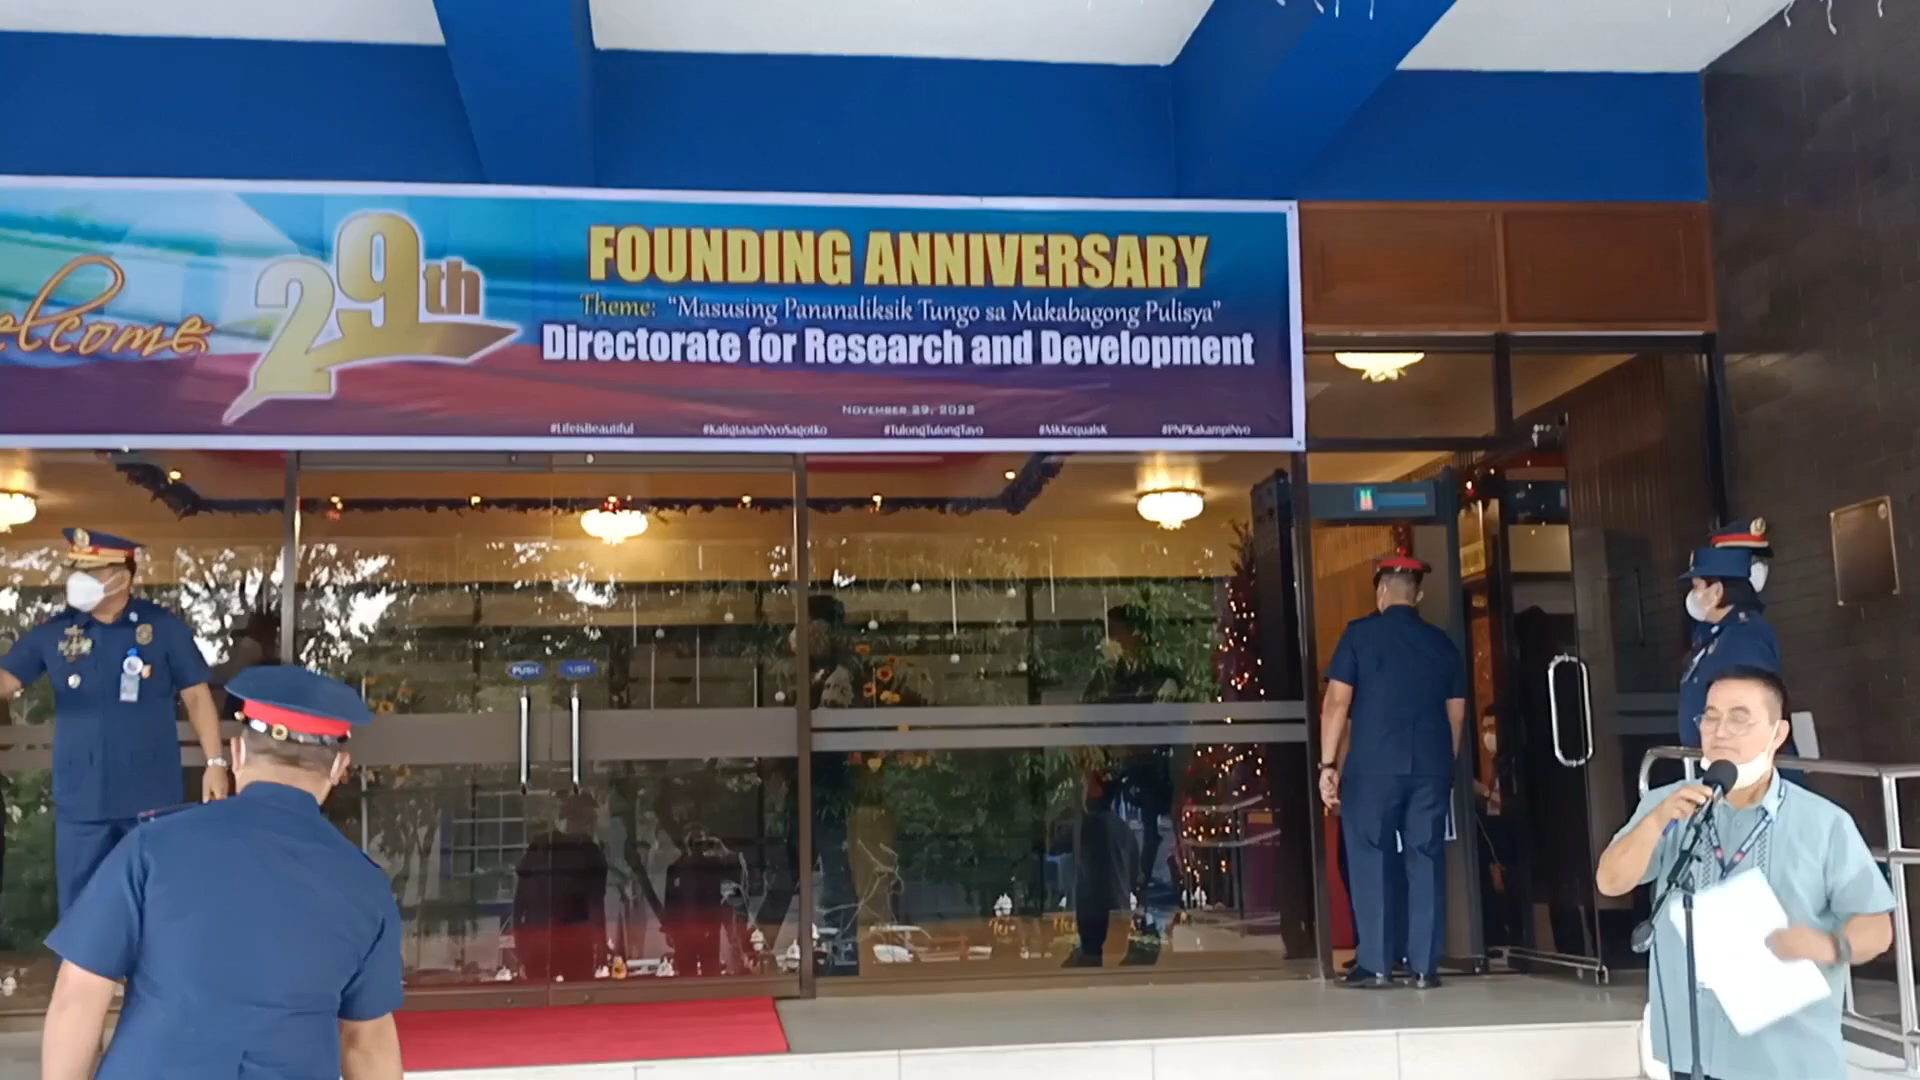 elcome
29th
FOUNDING ANNIVERSARY
Theme: "Masusing Pananaliksik Tungo sa Makabagong Pulisya"
Directorate for Research and Development
NOVEMBER 29, 2022
#LifeIsBeautiful #KaligtasanNyoSagotKo #TulongTulongTayo #MKKequalsK #PNPKakampiNyo
PUSH PUSH